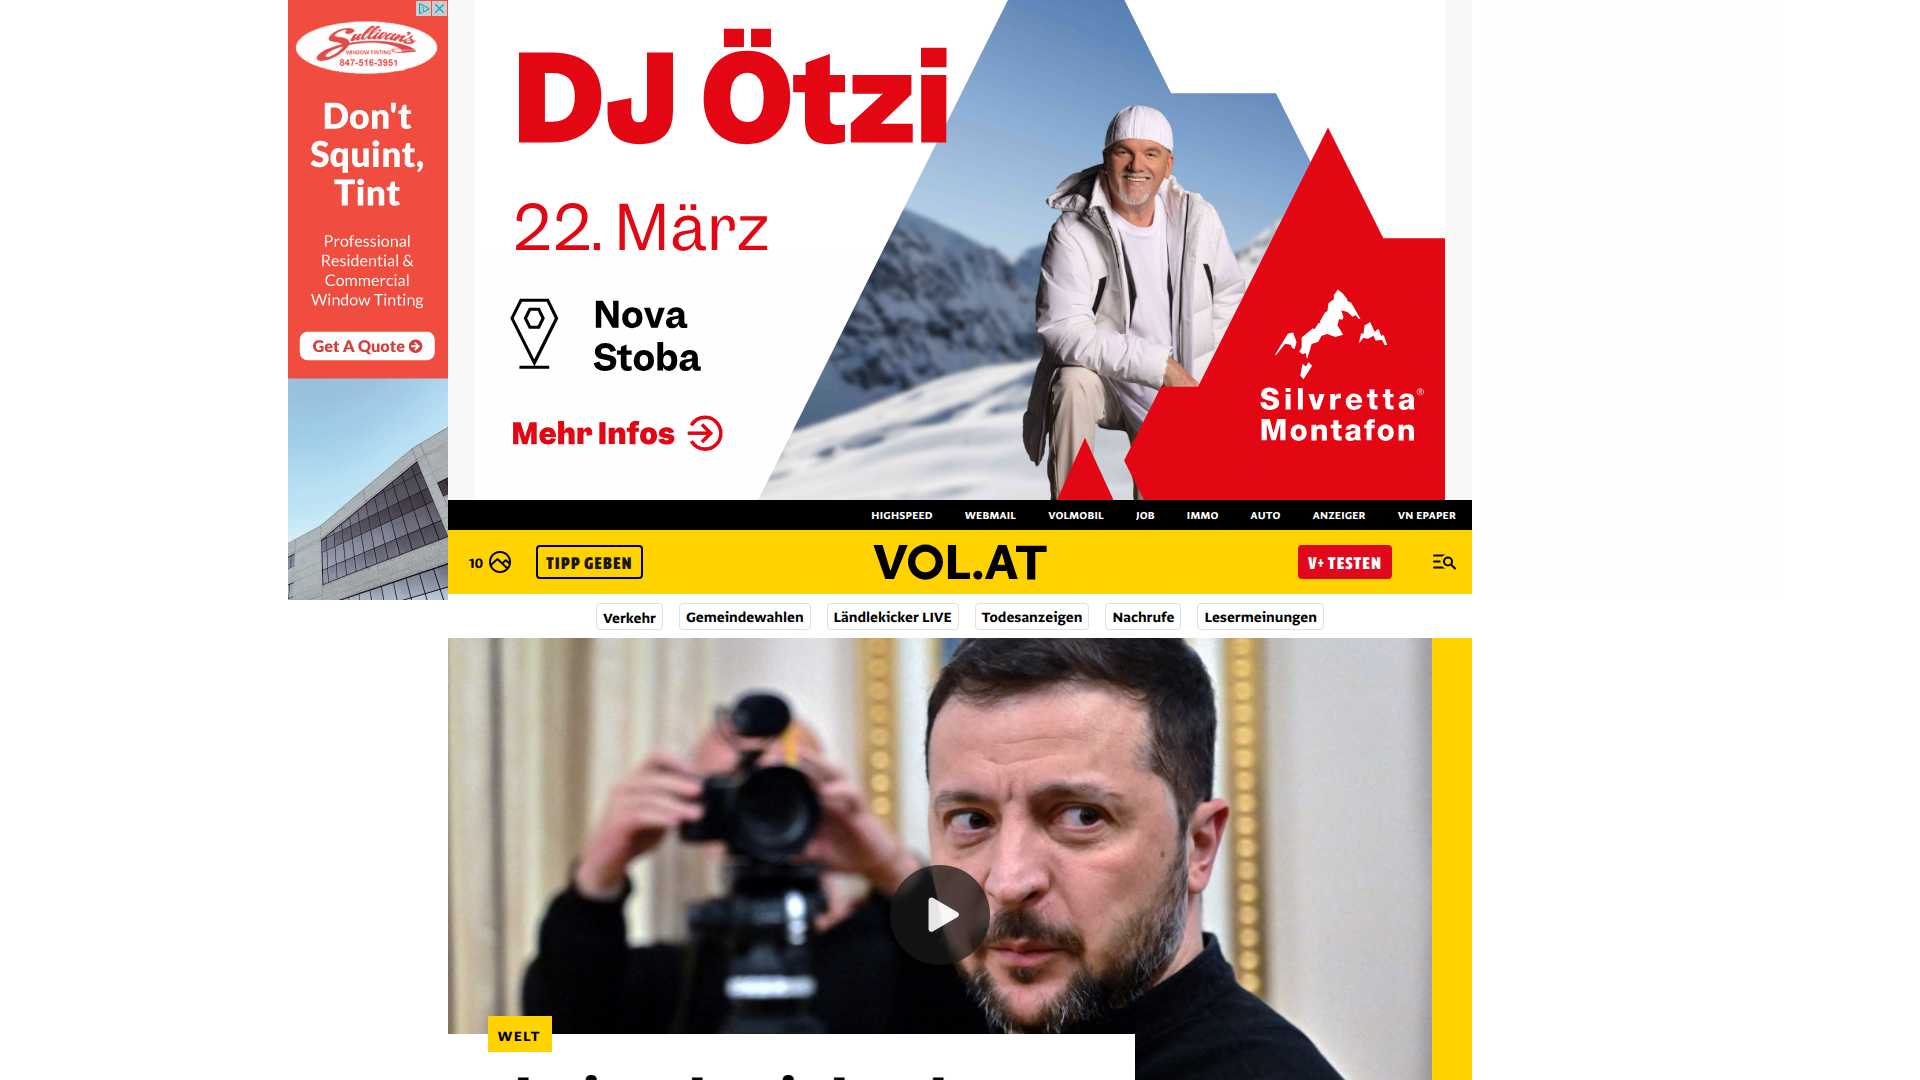 Sullivan's
WINDOW TINTING
847-516-3951
Don't
Squint,
Tint
Professional
Residential &
Commercial
Window Tinting
Get A Quote
DJ Ötzi
22. März
Nova
Stoba
Mehr Infos
Silvretta®
Montafon
HIGHSPEED WEBMAIL VOLMOBIL JOB IMMO AUTO ANZEIGER VN EPAPER
10 TIPP GEBEN VOL.AT V+ TESTEN
Verkehr Gemeindewahlen Ländlekicker LIVE Todesanzeigen Nachrufe Lesermeinungen
WELT